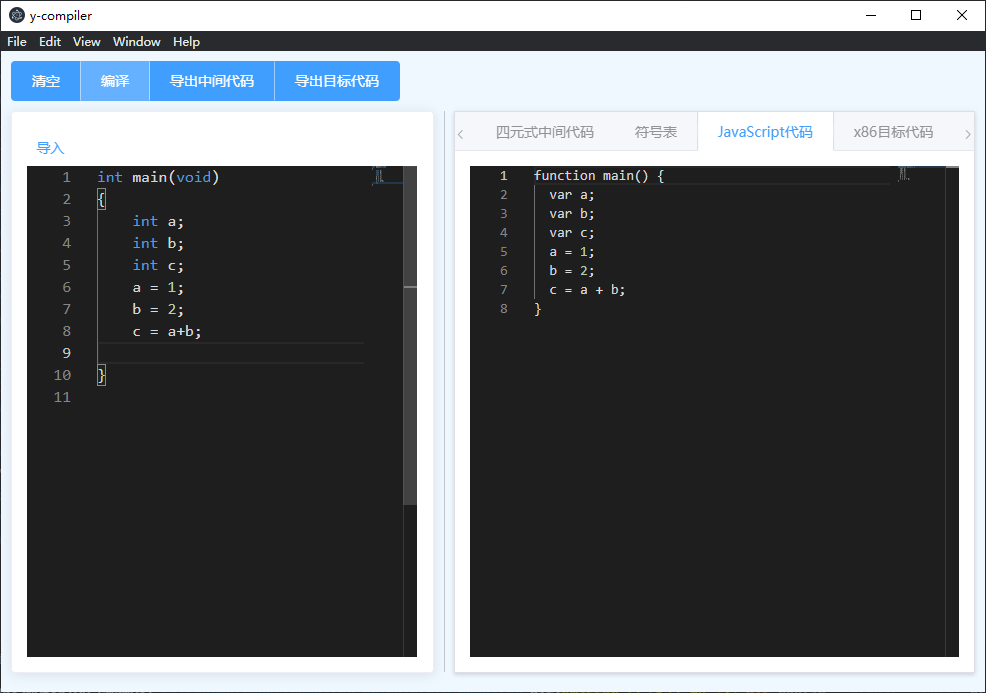 y-compiler
File Edit View Window Help
清空 编译 导出中间代码 导出目标代码
导入
1 int main(void)
2 {
3     int a;
4     int b;
5     int c;
6     a = 1;
7     b = 2;
8     c = a+b;
9
10 }
11
四元式中间代码 符号表 JavaScript代码 x86目标代码
1 function main() {
2   var a;
3   var b;
4   var c;
5   a = 1;
6   b = 2;
7   c = a + b;
8 }